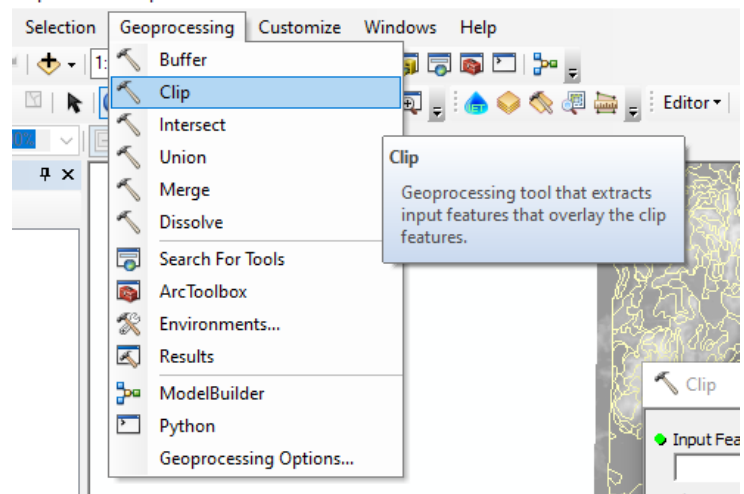 Selection Geoprocessing Customize Windows Help
1:
Buffer
Clip
Editor
Intersect
Union
Clip
Merge
Geoprocessing tool that extracts
input features that overlay the clip
features.
Dissolve
Search For Tools
ArcToolbox
Environments...
Results
Clip
ModelBuilder
Python
Input Fea
Geoprocessing Options...